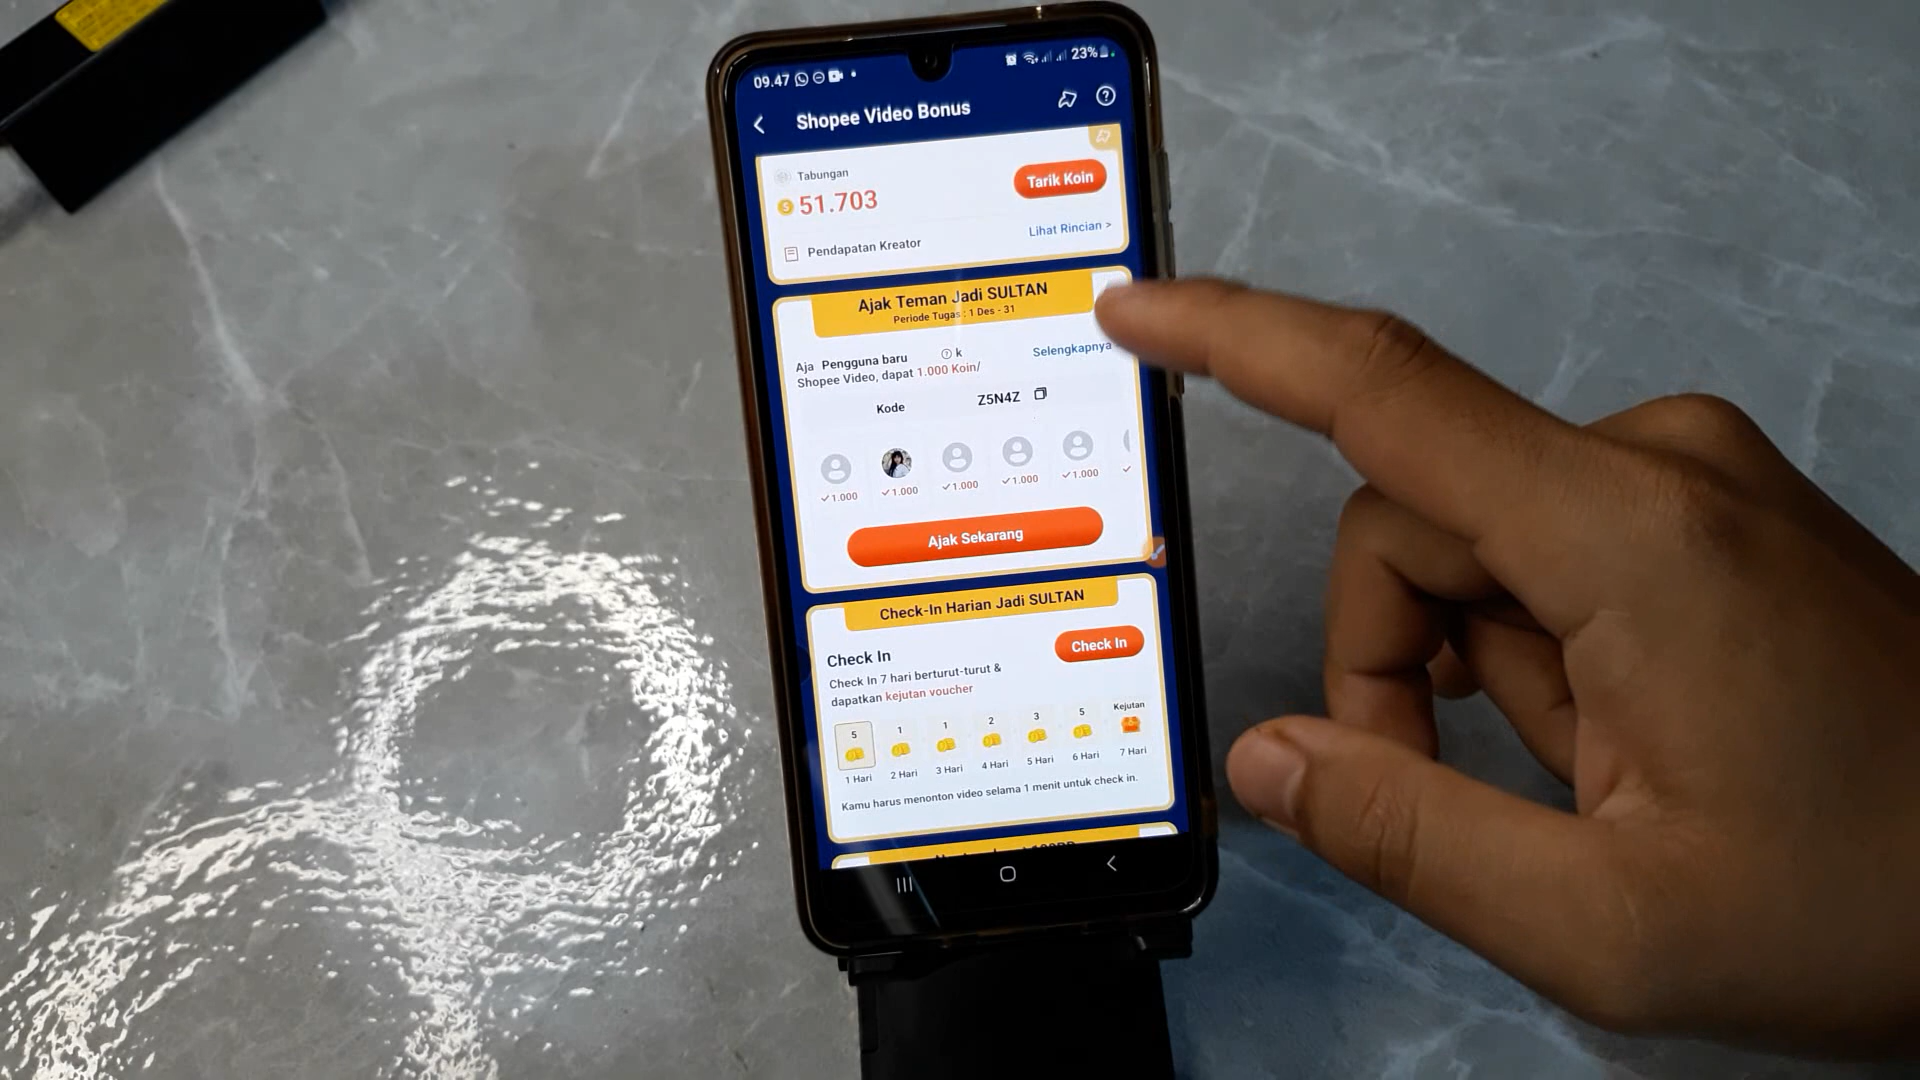 09.47
23%
Shopee Video Bonus
Tabungan
51.703
Tarik Koin
Pendapatan Kreator
Lihat Rincian >
Ajak Teman Jadi SULTAN
Periode Tugas : 1 Des - 31
Aja Pengguna baru k
Selengkapnya
Shopee Video, dapat 1.000 Koin/
Kode Z5N4Z
1.000 1.000 1.000 1.000 1.000
Ajak Sekarang
Check-In Harian Jadi SULTAN
Check In
Check In
Check In 7 hari berturut-turut &
dapatkan kejutan voucher
5 1 1 2 3 5 Kejutan
1 Hari 2 Hari 3 Hari 4 Hari 5 Hari 6 Hari 7 Hari
Kamu harus menonton video selama 1 menit untuk check in.